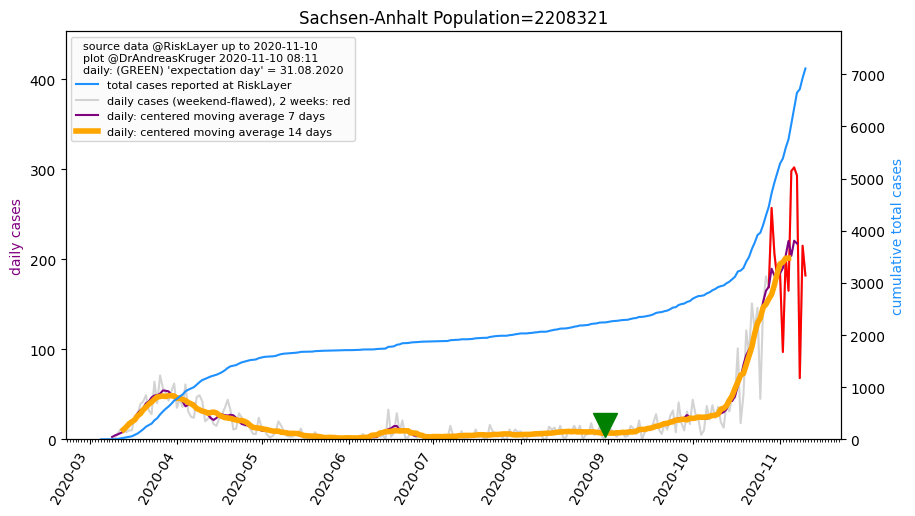 Sachsen-Anhalt Population=2208321
source data @RiskLayer up to 2020-11-10
plot @DrAndreasKruger 2020-11-10 08:11
daily: (GREEN) 'expectation day' = 31.08.2020
total cases reported at RiskLayer
daily cases (weekend-flawed), 2 weeks: red
daily: centered moving average 7 days
daily: centered moving average 14 days
daily cases
400
300
200
100
0
cumulative total cases
7000
6000
5000
4000
3000
2000
1000
0
2020-03
2020-04
2020-05
2020-06
2020-07
2020-08
2020-09
2020-10
2020-11